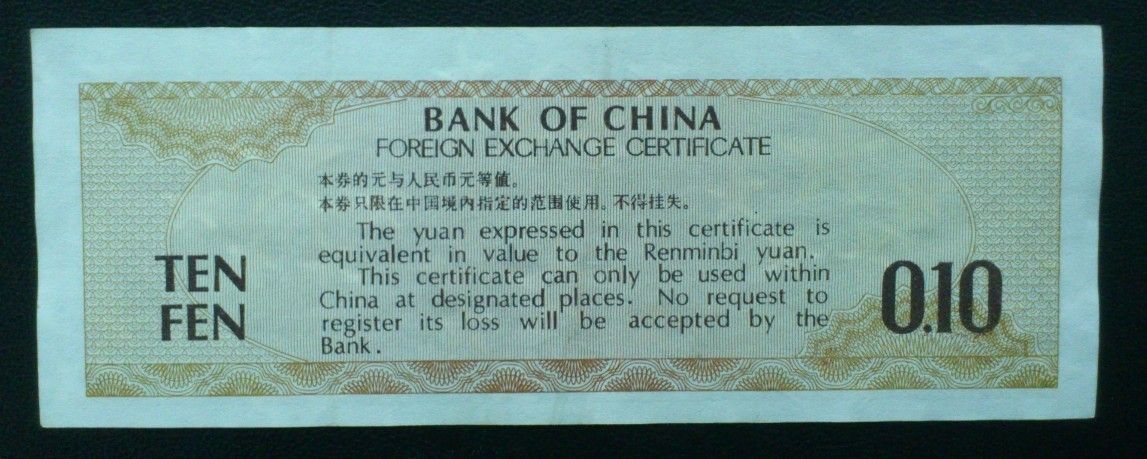 BANK OF CHINA
FOREIGN EXCHANGE CERTIFICATE
本券的元与人民币元等值。
本券只限在中国境内指定的范围使用。不得挂失。
The yuan expressed in this certificate is
equivalent in value to the Renminbi yuan.
This certificate can only be used within
China at designated places. No request to
register its loss will be accepted by the
Bank.
TEN
FEN
0.10